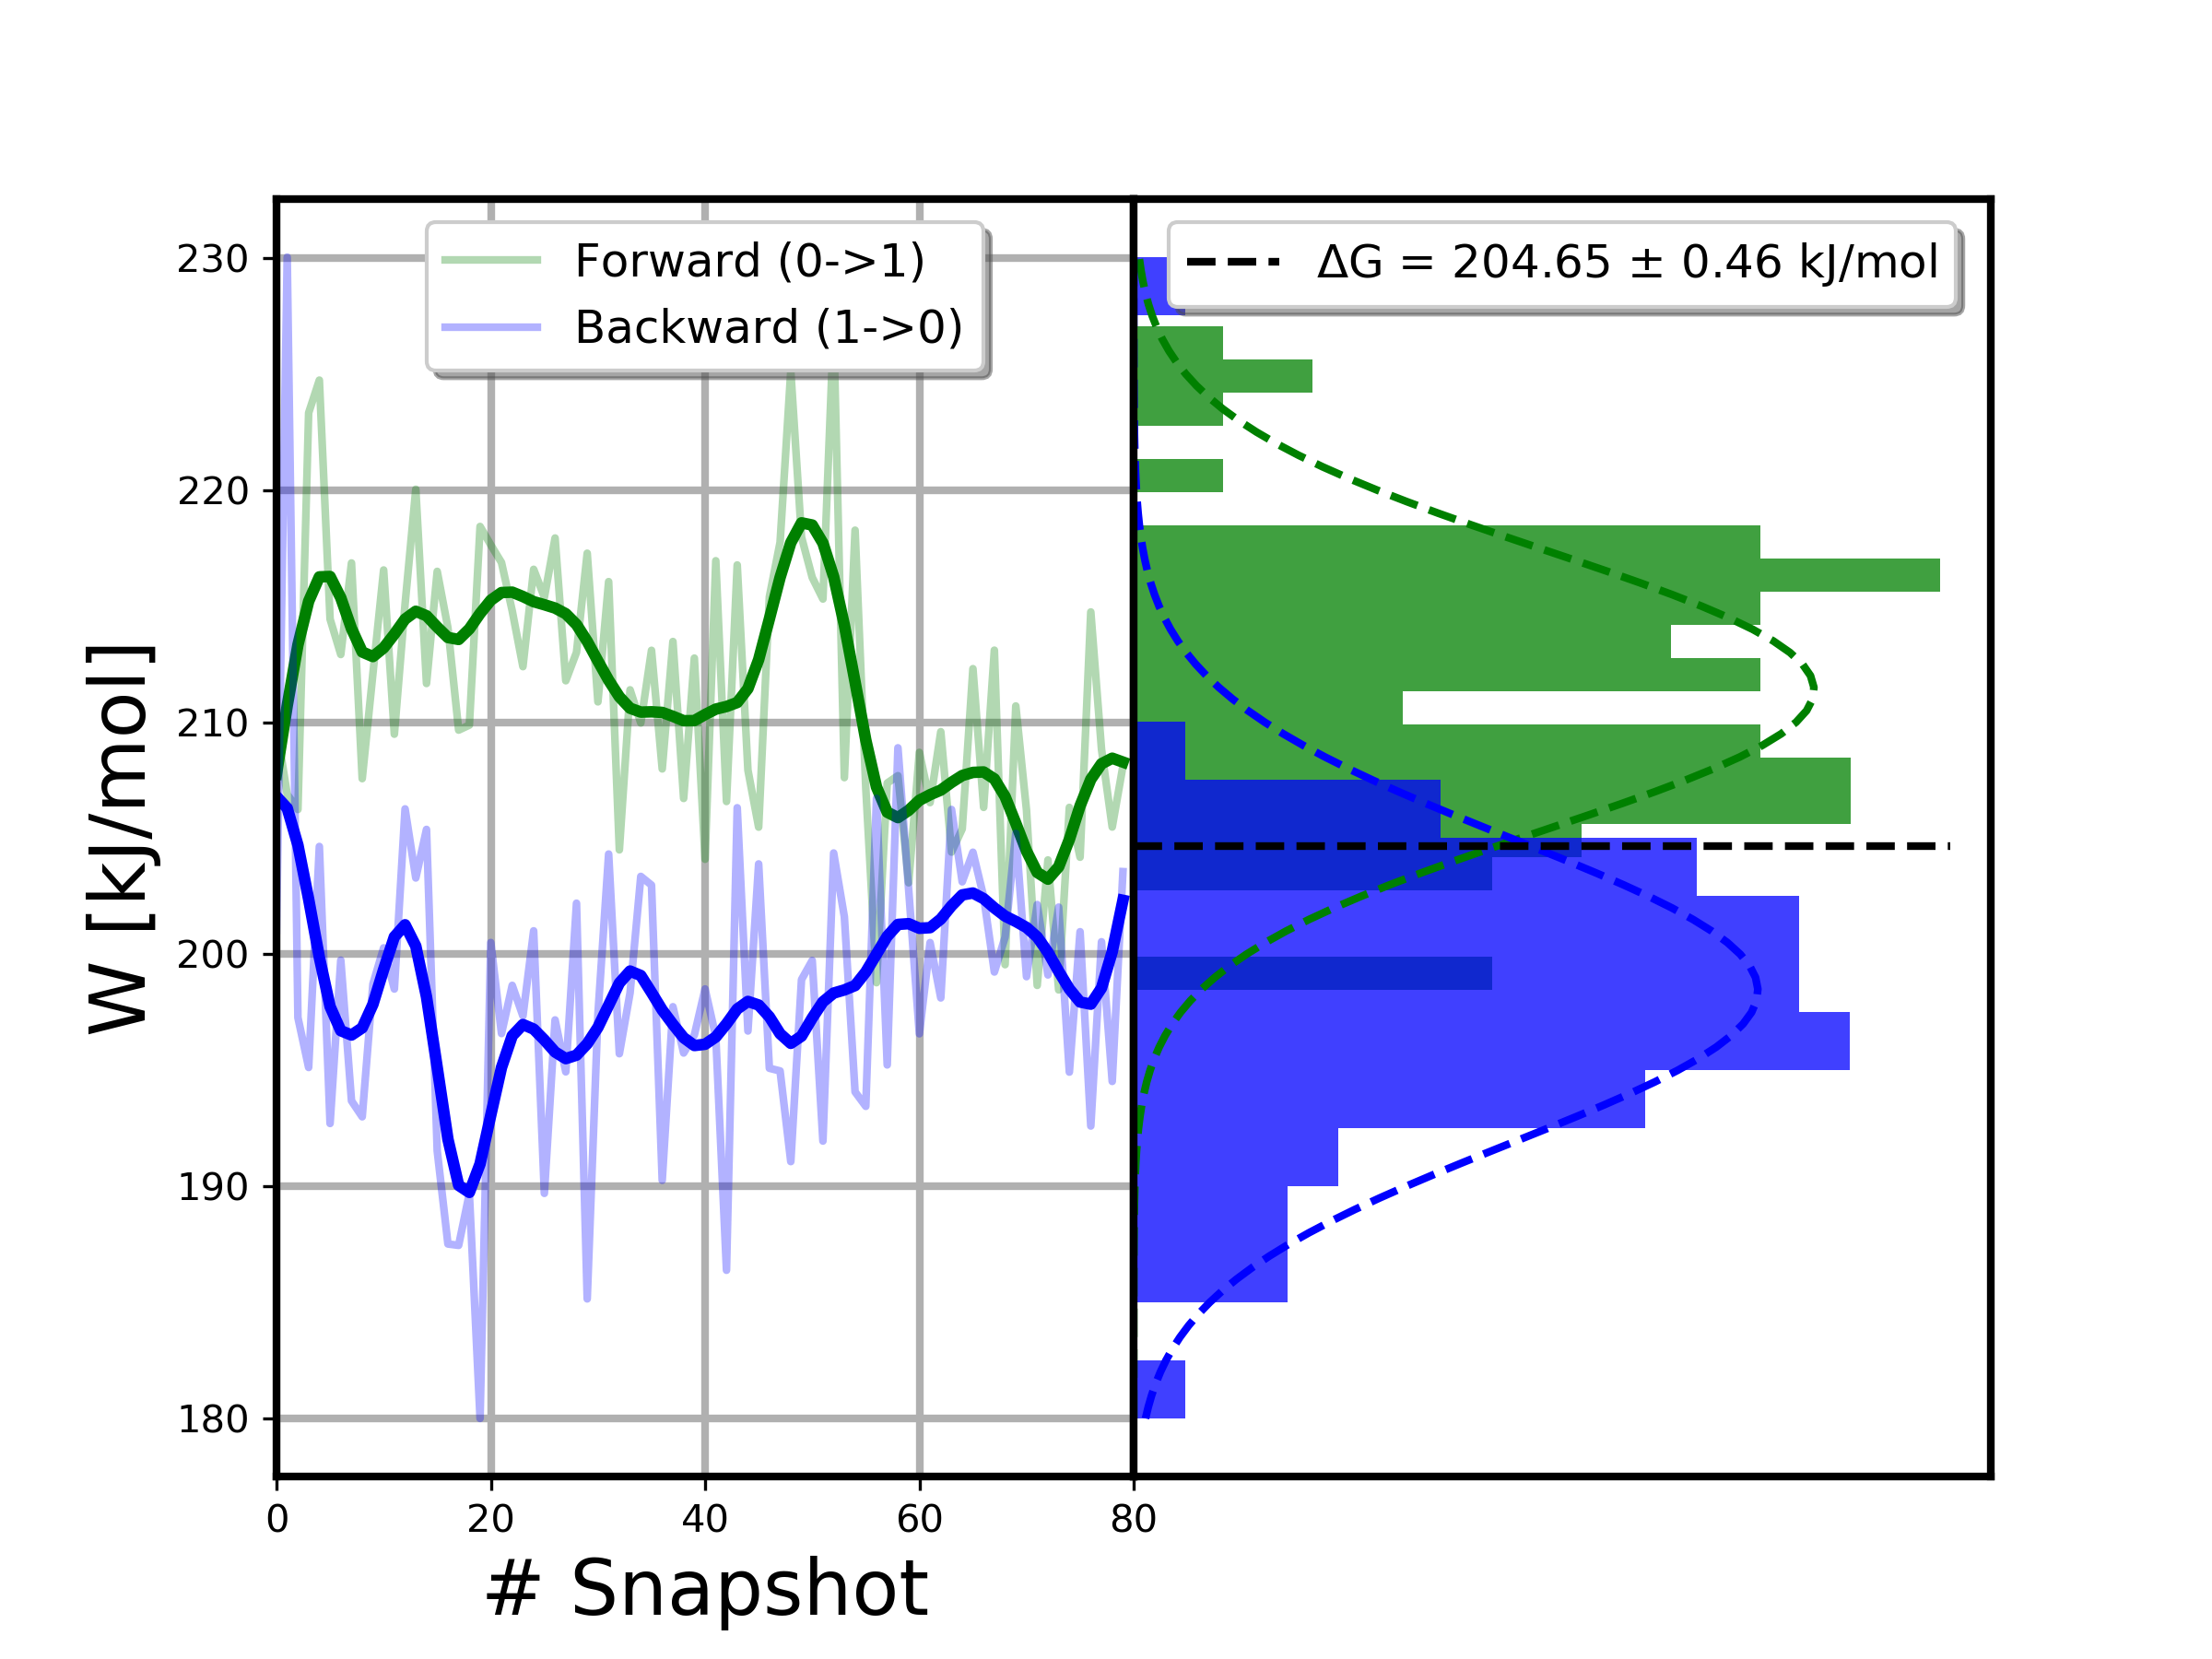 Forward (0->1)
Backward (1->0)
ΔG = 204.65 ± 0.46 kJ/mol
230
220
210
200
190
180
W [kJ/mol]
0 20 40 60 80
# Snapshot